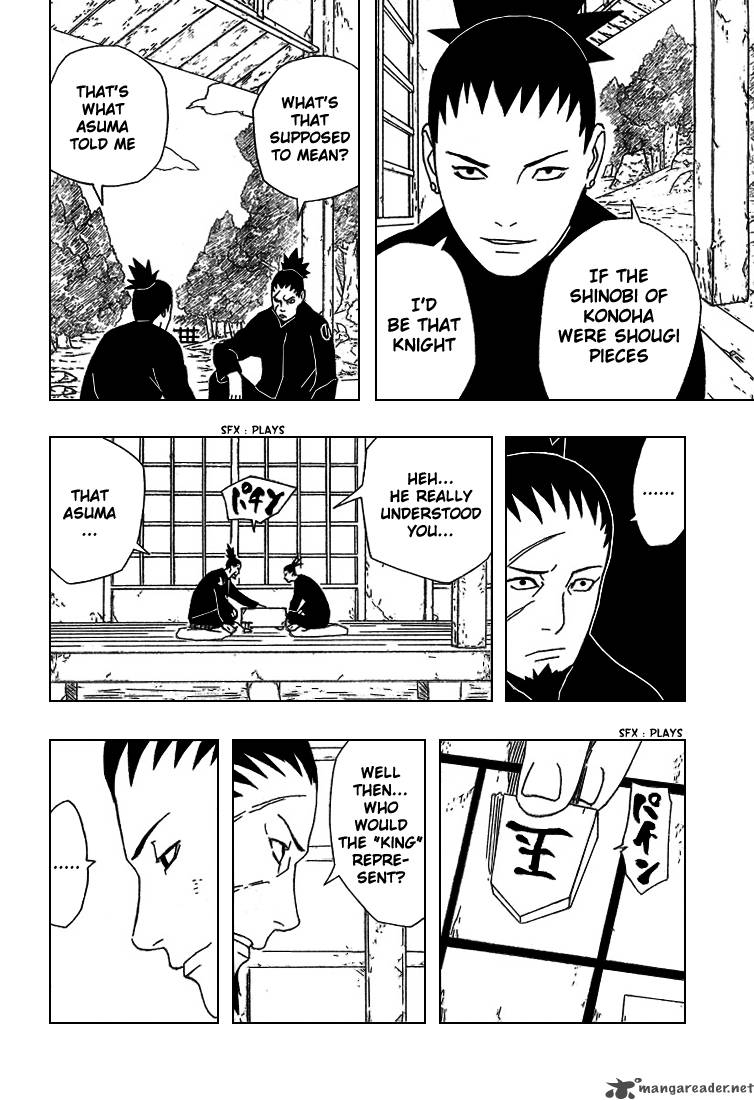 IF THE
SHINOBI OF
KONOHA
WERE SHOUGI
PIECES
I'D
BE THAT
KNIGHT
WHAT'S
THAT
SUPPOSED
TO MEAN?
THAT'S
WHAT
ASUMA
TOLD ME
......
SFX : PLAYS
HEH...
HE REALLY
UNDERSTOOD
YOU...
パチッ
THAT
ASUMA
...
SFX : PLAYS
パチン
王
WELL
THEN...
WHO
WOULD
THE "KING"
REPRE-
SENT?
......
mangareader.net